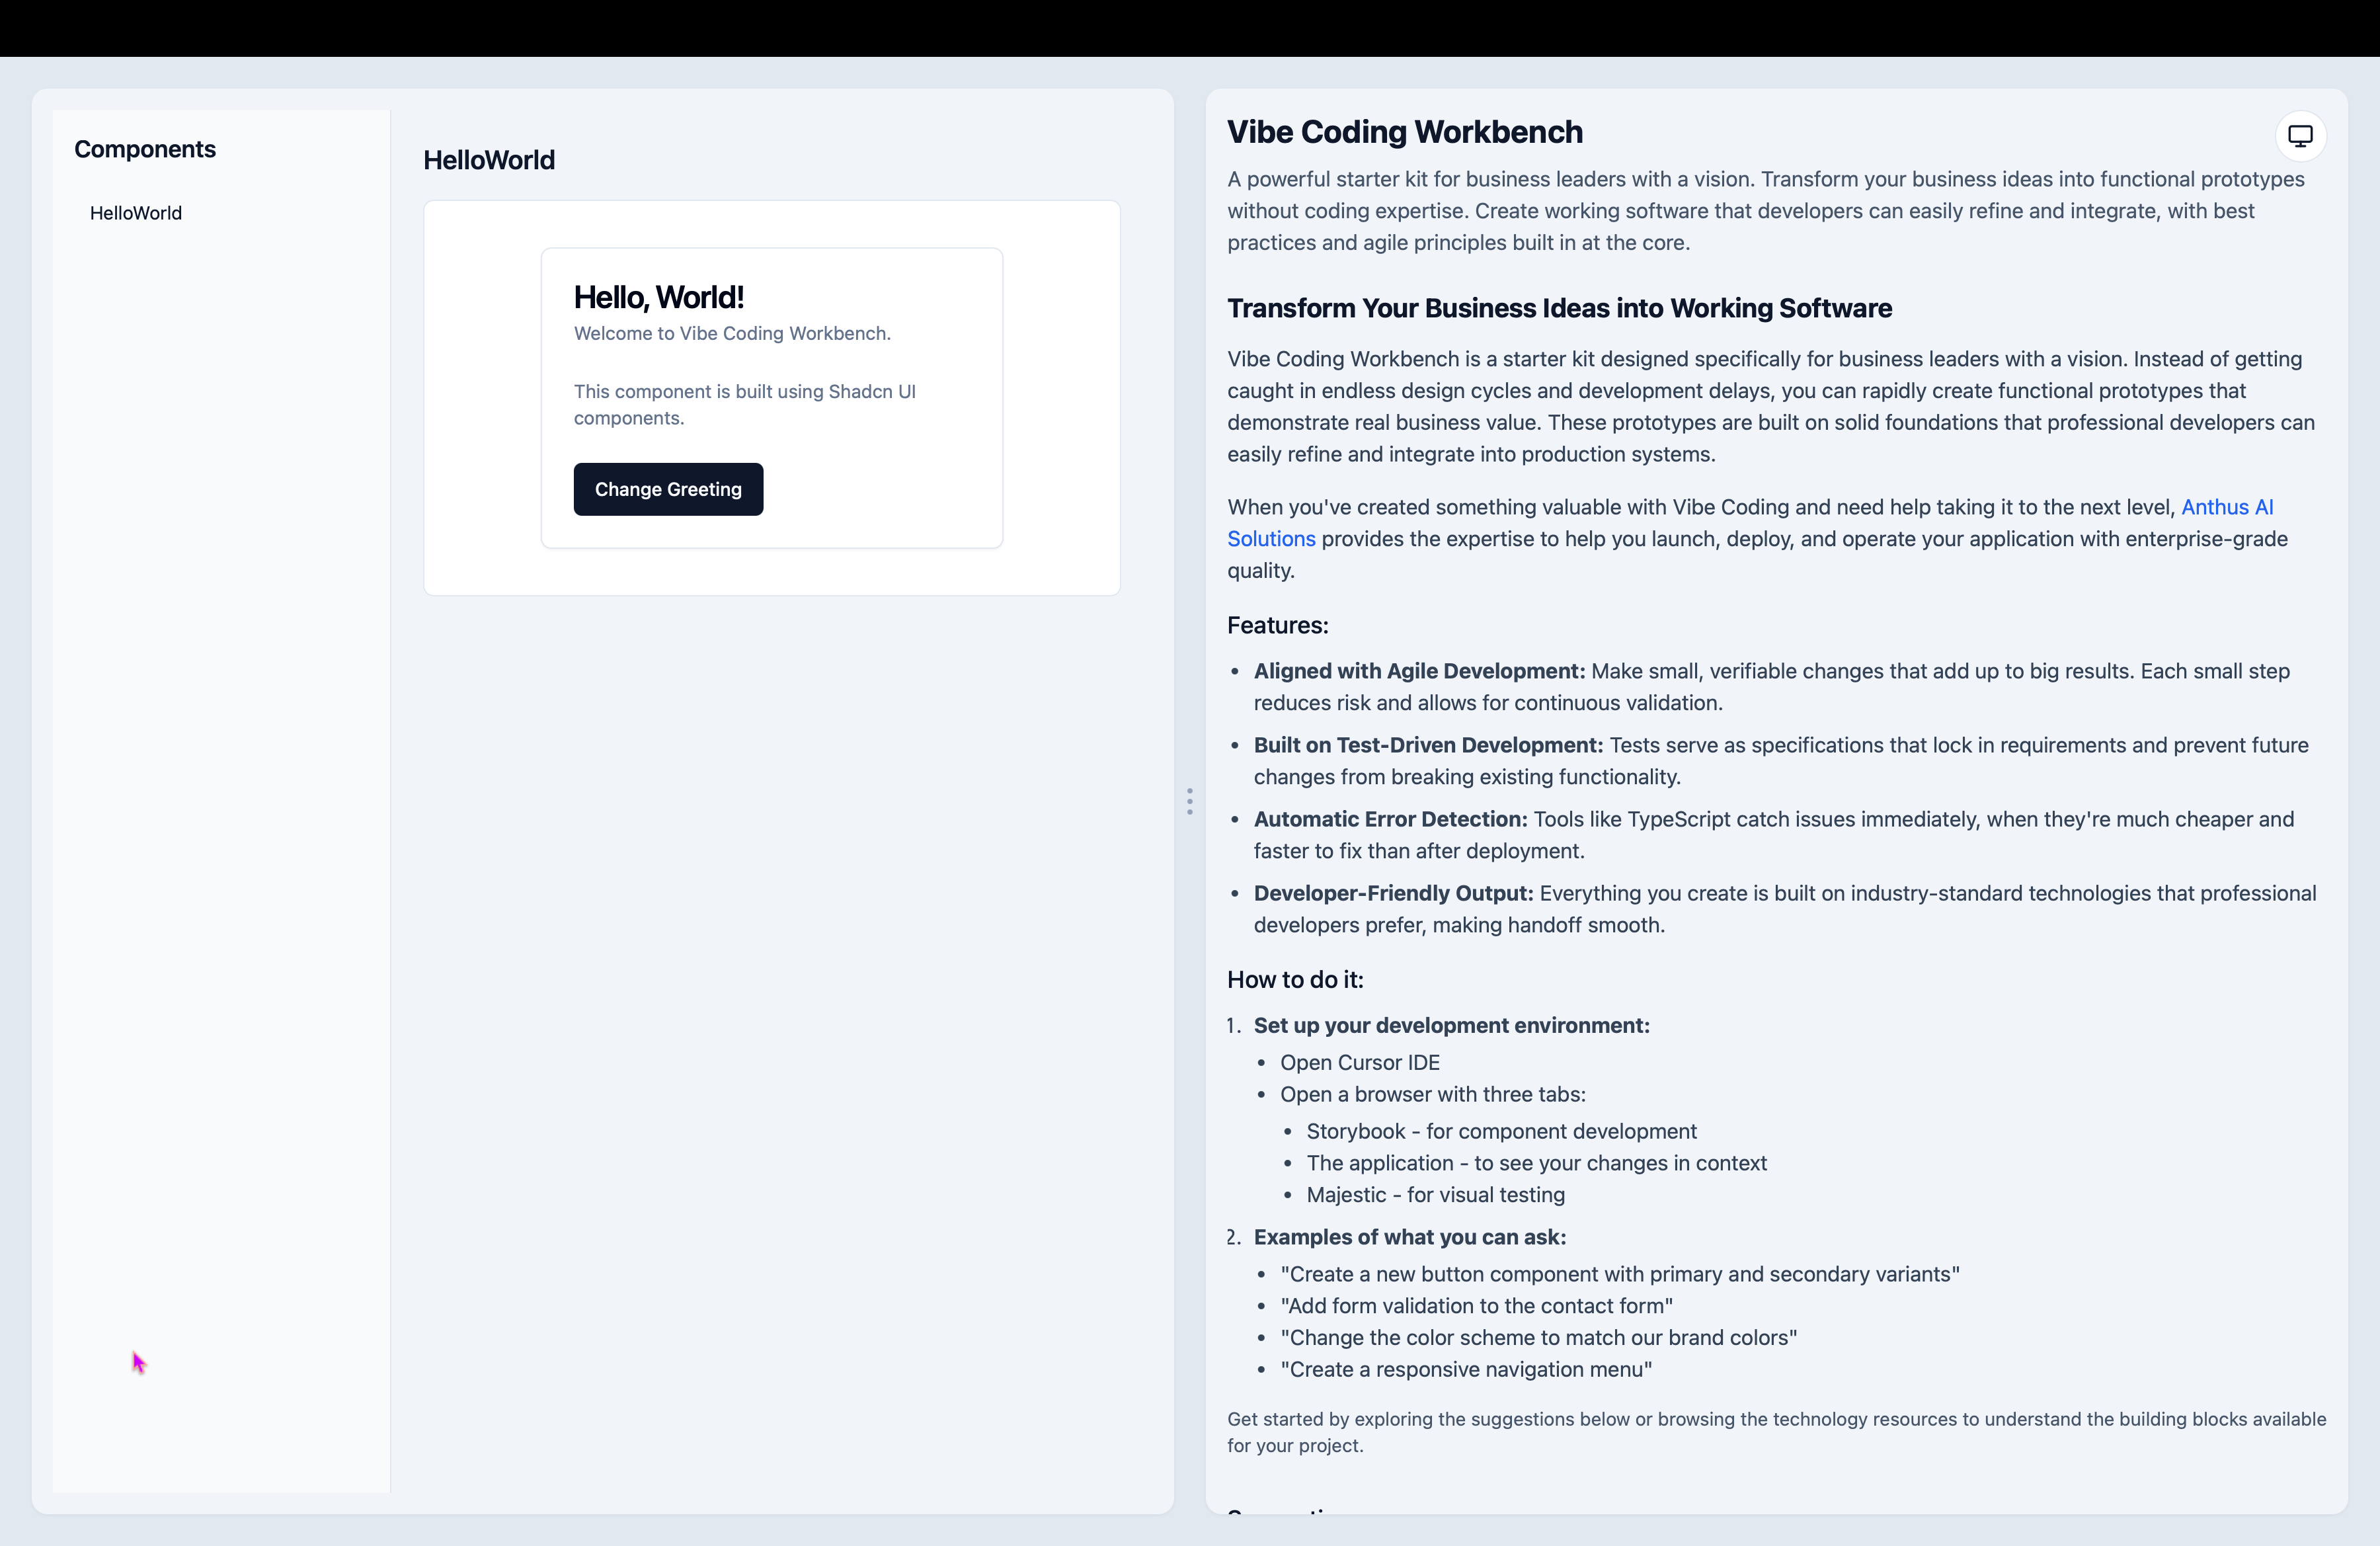 Components
HelloWorld
HelloWorld
Hello, World!
Welcome to Vibe Coding Workbench.
This component is built using Shadcn UI
components.
Change Greeting
Vibe Coding Workbench
A powerful starter kit for business leaders with a vision. Transform your business ideas into functional prototypes
without coding expertise. Create working software that developers can easily refine and integrate, with best
practices and agile principles built in at the core.
Transform Your Business Ideas into Working Software
Vibe Coding Workbench is a starter kit designed specifically for business leaders with a vision. Instead of getting
caught in endless design cycles and development delays, you can rapidly create functional prototypes that
demonstrate real business value. These prototypes are built on solid foundations that professional developers can
easily refine and integrate into production systems.
When you've created something valuable with Vibe Coding and need help taking it to the next level, Anthus AI
Solutions provides the expertise to help you launch, deploy, and operate your application with enterprise-grade
quality.
Features:
• Aligned with Agile Development: Make small, verifiable changes that add up to big results. Each small step
reduces risk and allows for continuous validation.
• Built on Test-Driven Development: Tests serve as specifications that lock in requirements and prevent future
changes from breaking existing functionality.
• Automatic Error Detection: Tools like TypeScript catch issues immediately, when they're much cheaper and
faster to fix than after deployment.
• Developer-Friendly Output: Everything you create is built on industry-standard technologies that professional
developers prefer, making handoff smooth.
How to do it:
1. Set up your development environment:
• Open Cursor IDE
• Open a browser with three tabs:
• Storybook - for component development
• The application - to see your changes in context
• Majestic - for visual testing
2. Examples of what you can ask:
• "Create a new button component with primary and secondary variants"
• "Add form validation to the contact form"
• "Change the color scheme to match our brand colors"
• "Create a responsive navigation menu"
Get started by exploring the suggestions below or browsing the technology resources to understand the building blocks available
for your project.